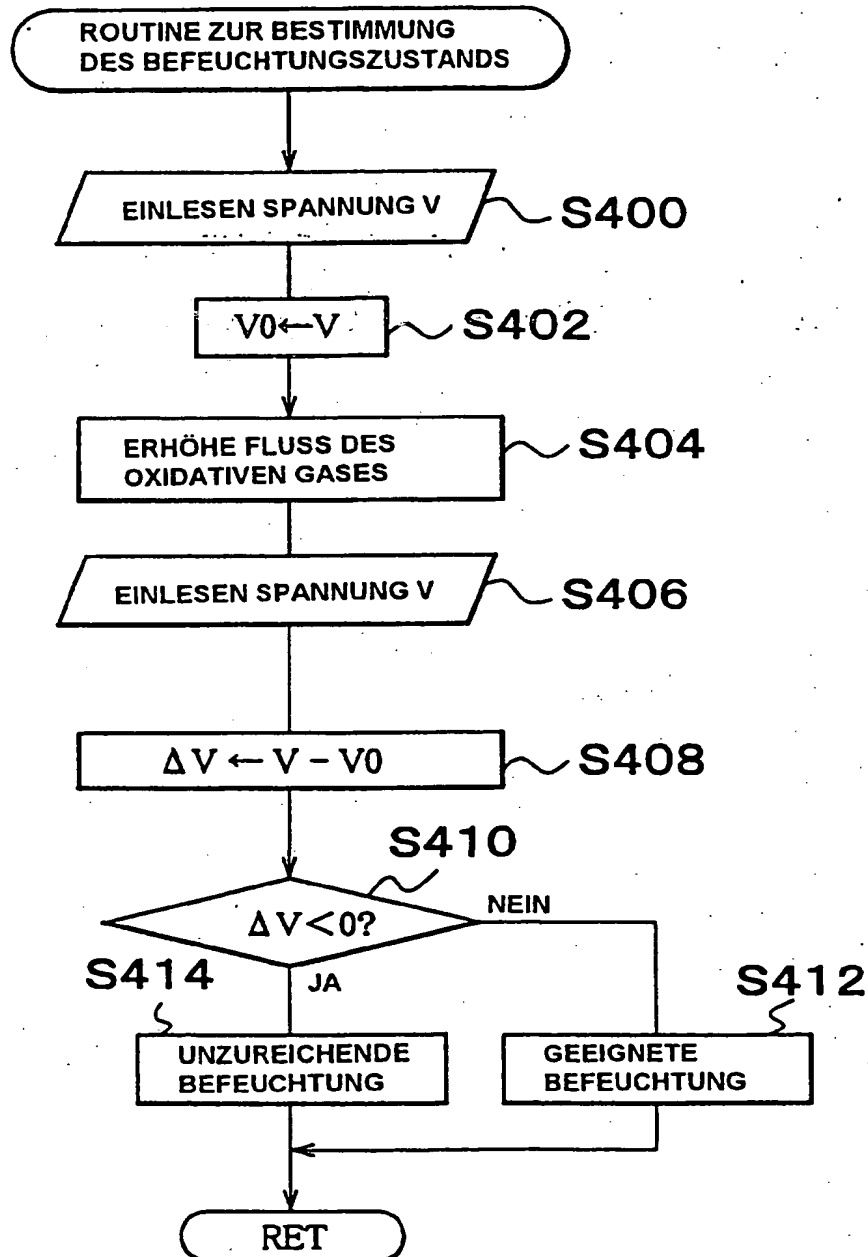 ROUTINE ZUR BESTIMMUNG
DES BEFEUCHTUNGSZUSTANDS
EINLESEN SPANNUNG V
S400
V0←V
S402
ERHÖHE FLUSS DES
OXIDATIVEN GASES
S404
EINLESEN SPANNUNG V
S406
ΔV ← V – V0
S408
S410
ΔV<0?
NEIN
JA
S414
S412
UNZUREICHENDE
BEFEUCHTUNG
GEEIGNETE
BEFEUCHTUNG
RET